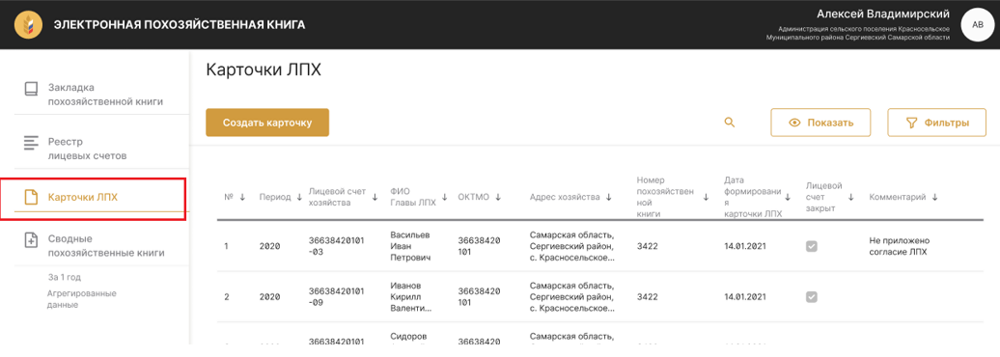 ЭЛЕКТРОННАЯ ПОХОЗЯЙСТВЕННАЯ КНИГА
Алексей Владимирский
Администрация сельского поселения Красносельское
Муниципального района Сергиевский Самарской области
АВ
Закладка
похозяйственной книги
Реестр
лицевых счетов
Карточки ЛПХ
Сводные
похозяйственные книги
За 1 год
Агрегированные
данные
Карточки ЛПХ
Создать карточку
Показать
Фильтры
№
Период
Лицевой счет
хозяйства
ФИО
Главы ЛПХ
ОКТМО
Адрес хозяйства
Номер
похозяйствен
ной
книги
Дата
формировани
я
карточки ЛПХ
Лицевой
счет
закрыт
Комментарий
1
2020
36638420101
-03
Васильев
Иван
Петрович
36638420
101
Самарская область,
Сергиевский район,
с. Красносельское...
3422
14.01.2021
Не приложено
согласие ЛПХ
2
2020
36638420101
-09
Иванов
Кирилл
Валенти...
36638420
101
Самарская область,
Сергиевский район,
с. Красносельское...
3422
14.01.2021
36638420101
Сидоров
36638420
Самарская область,